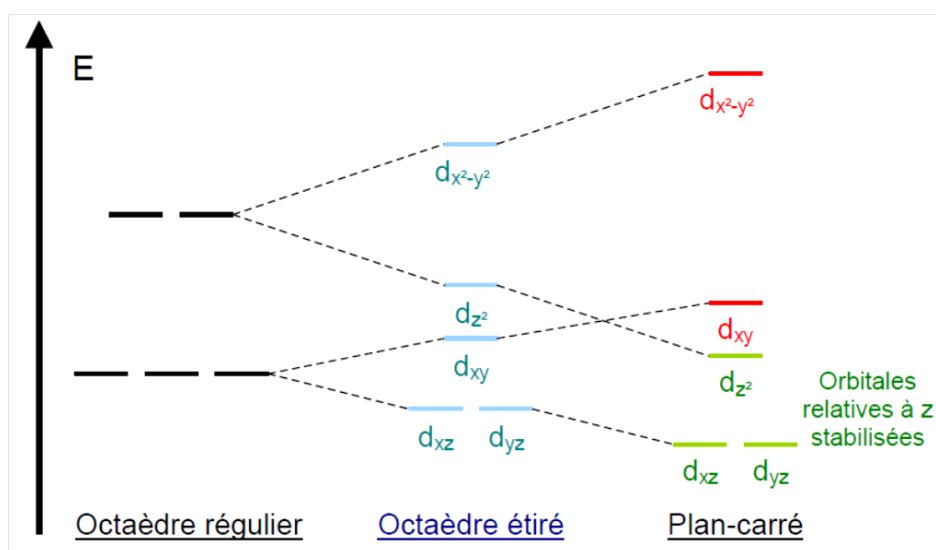 E
dx²-y²
dx²-y²
dz²
dxy
dxy
dz²
Orbitales
relatives à z
stabilisées
dxz dyz
dxz dyz
Octaèdre régulier
Octaèdre étiré
Plan-carré